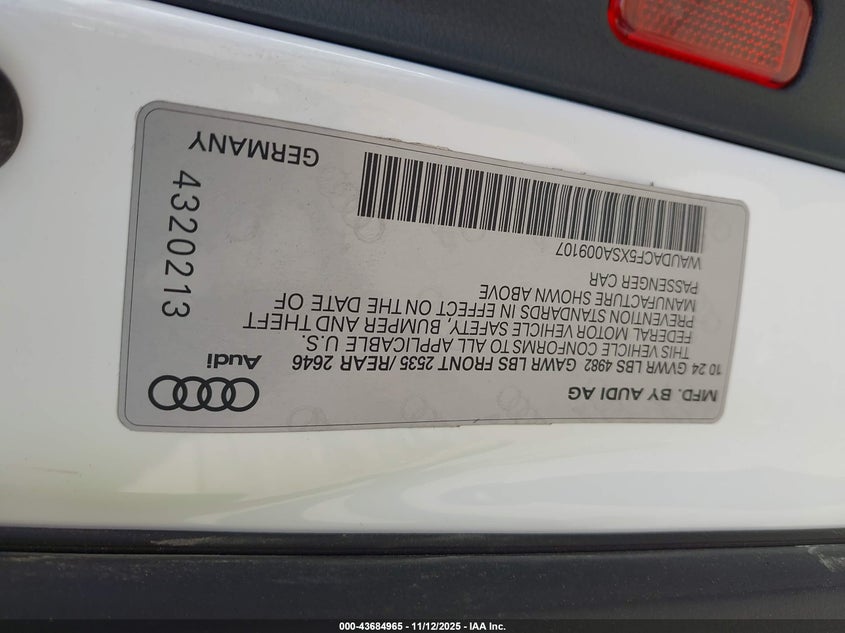 MFD. BY AUDI AG
10 24 GVWR LBS 4982 GAWR LBS FRONT 2535 /REAR 2646
THIS VEHICLE CONFORMS TO ALL APPLICABLE U.S.
FEDERAL MOTOR VEHICLE SAFETY, BUMPER AND THEFT
PREVENTION STANDARDS IN EFFECT ON THE DATE OF
MANUFACTURE SHOWN ABOVE
PASSENGER CAR
WAUDACF5XSA009107
Audi
4320213
GERMANY
000-43684965 - 11/12/2025 - IAA Inc.